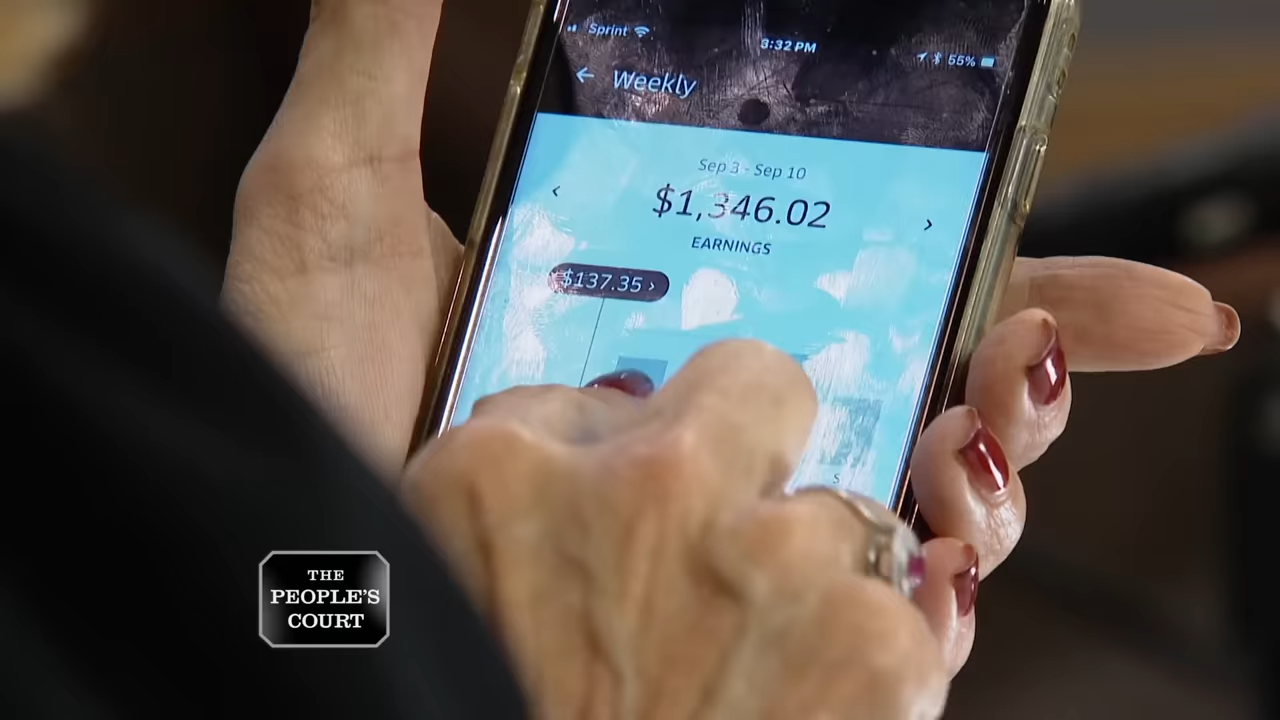 Sprint
3:32 PM
55%
← Weekly
Sep 3 - Sep 10
‹ $1,346.02 ›
EARNINGS
$137.35 ›
S
THE
PEOPLE'S
COURT